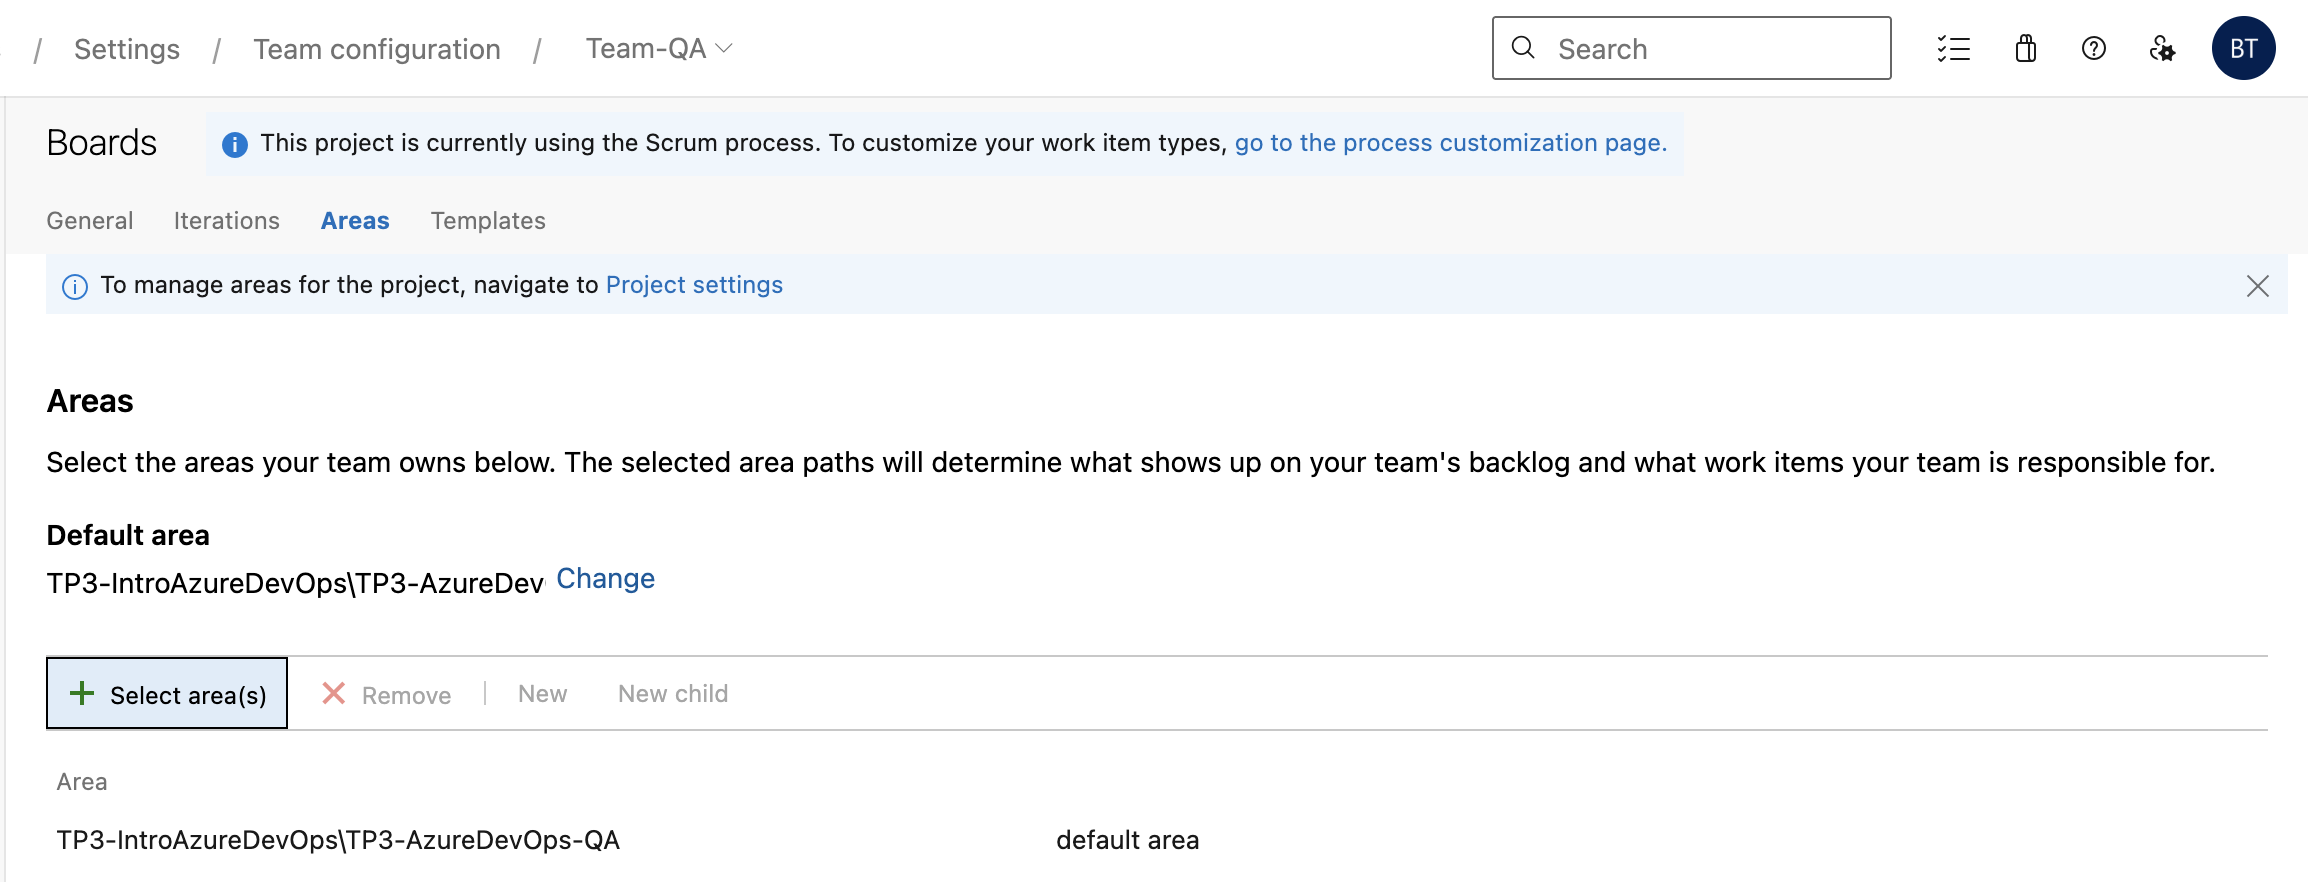 / Settings / Team configuration / Team-QA
Search
BT
Boards
This project is currently using the Scrum process. To customize your work item types, go to the process customization page.
General Iterations Areas Templates
To manage areas for the project, navigate to Project settings
Areas
Select the areas your team owns below. The selected area paths will determine what shows up on your team's backlog and what work items your team is responsible for.
Default area
TP3-IntroAzureDevOps\TP3-AzureDev Change
Select area(s) Remove New New child
Area
TP3-IntroAzureDevOps\TP3-AzureDevOps-QA default area